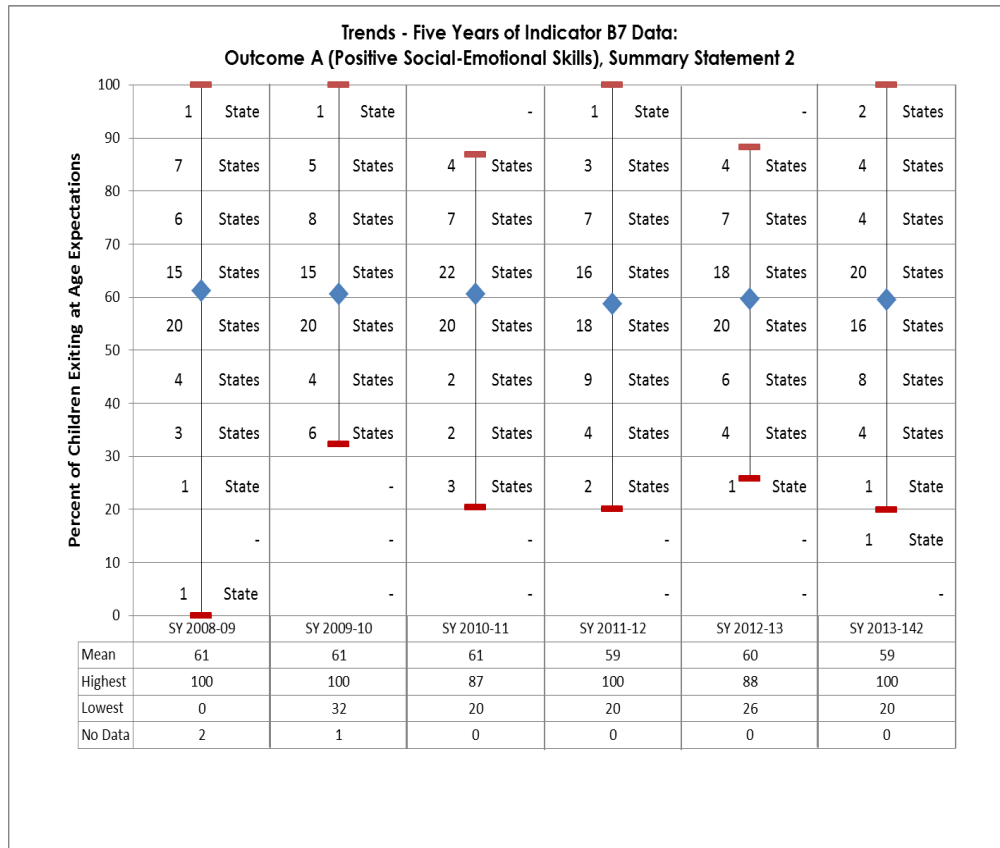 Trends - Five Years of Indicator B7 Data:
Outcome A (Positive Social-Emotional Skills), Summary Statement 2
Percent of Children Exiting at Age Expectations
100
1 State 1 State - 1 State - 2 States
90
7 States 5 States 4 States 3 States 4 States 4 States
80
6 States 8 States 7 States 7 States 7 States 4 States
70
15 States 15 States 22 States 16 States 18 States 20 States
60
20 States 20 States 20 States 18 States 20 States 16 States
50
4 States 4 States 2 States 9 States 6 States 8 States
40
3 States 6 States 2 States 4 States 4 States 4 States
30
1 State - 3 States 2 States 1 State 1 State
20
- - - - - 1 State
10
1 State - - - - -
0
SY 2008-09 SY 2009-10 SY 2010-11 SY 2011-12 SY 2012-13 SY 2013-142
Mean 61 61 61 59 60 59
Highest 100 100 87 100 88 100
Lowest 0 32 20 20 26 20
No Data 2 1 0 0 0 0